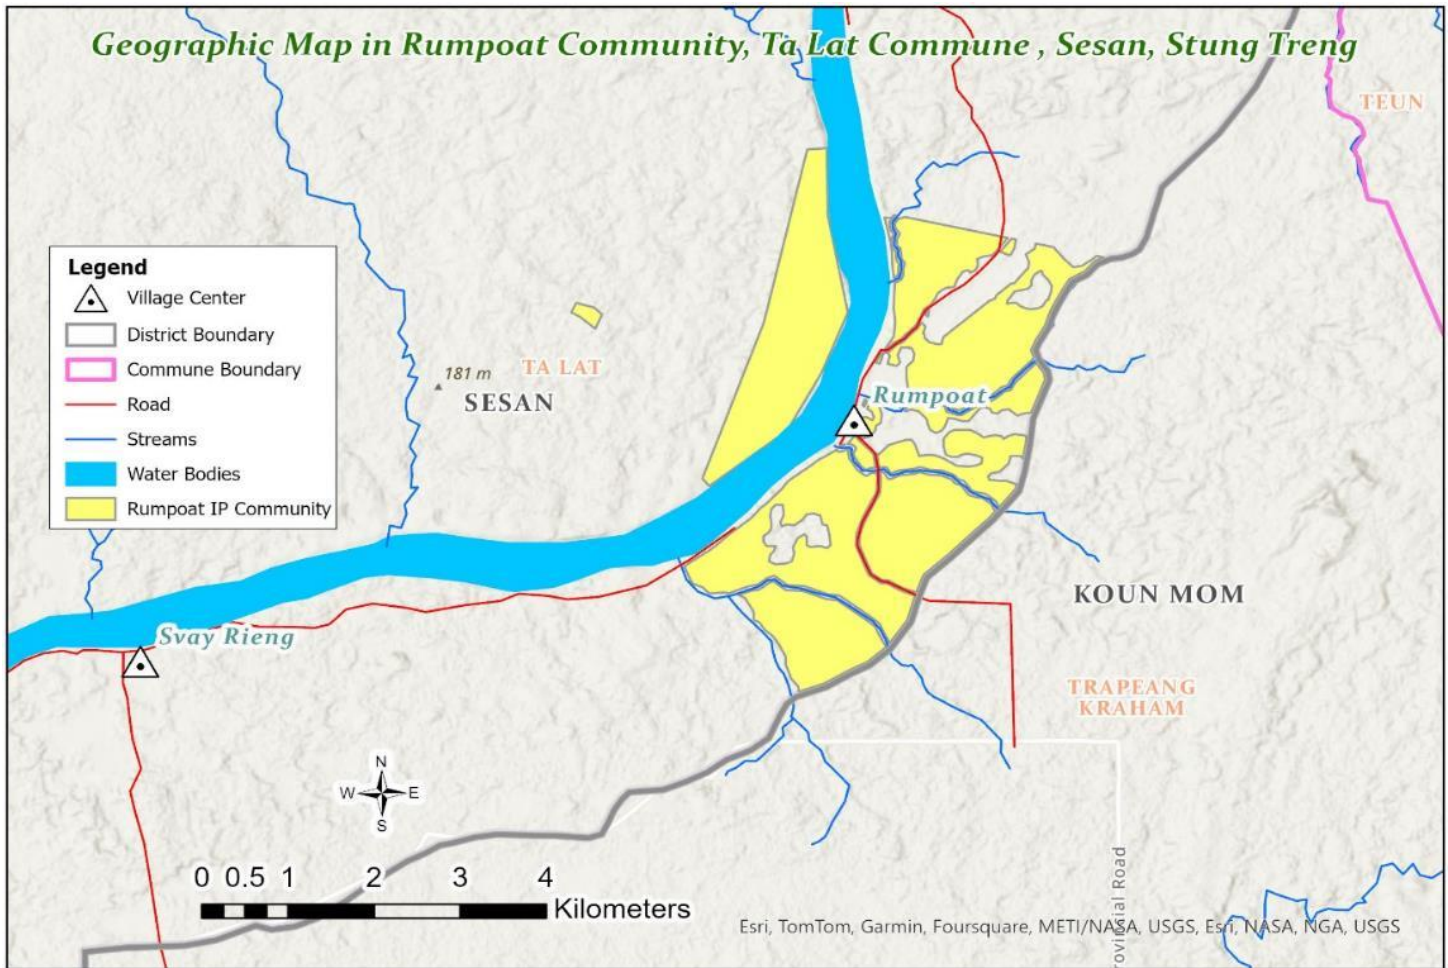 Geographic Map in Rumpoat Community, Ta Lat Commune , Sesan, Stung Treng
TEUN
Legend
Village Center
District Boundary
Commune Boundary
Road
Streams
Water Bodies
Rumpoat IP Community
181 m
TA LAT
SESAN
Rumpoat
KOUN MOM
Svay Rieng
TRAPEANG
KRAHAM
N
W E
S
0 0.5 1 2 3 4
Kilometers
Road
Esri, TomTom, Garmin, Foursquare, METI/NASA, USGS, Esri, NASA, NGA, USGS